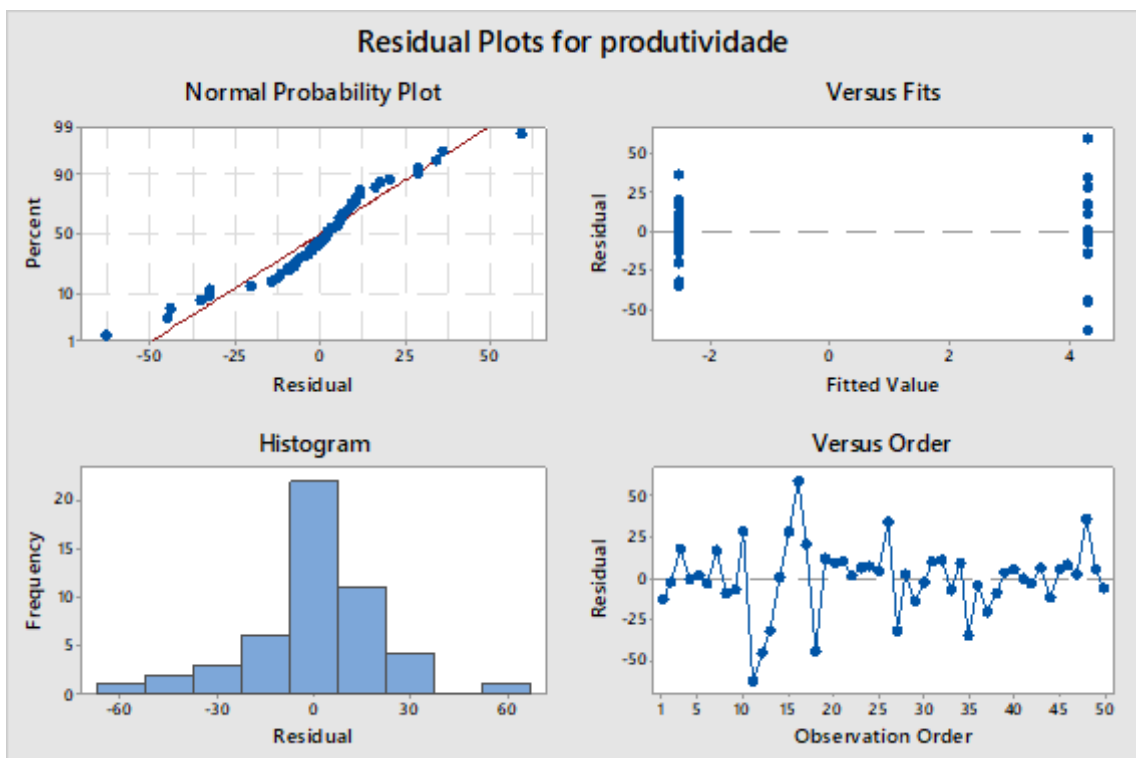 Residual Plots for produtividade
Normal Probability Plot
Versus Fits
Percent
99
90
50
10
1
-50 -25 0 25 50
Residual
Residual
50
25
0
-25
-50
-2 0 2 4
Fitted Value
Histogram
Versus Order
Frequency
20
15
10
5
0
-60 -30 0 30 60
Residual
Residual
50
25
0
-25
-50
1 5 10 15 20 25 30 35 40 45 50
Observation Order